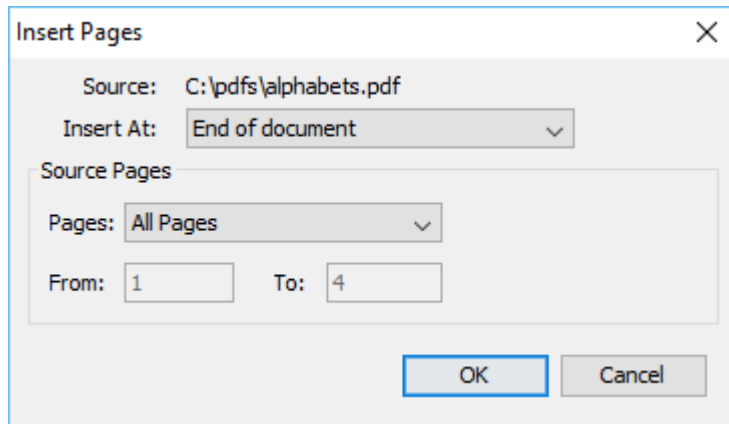 Insert Pages
Source: C:\pdfs\alphabets.pdf
Insert At: End of document
Source Pages
Pages: All Pages
From: 1 To: 4
OK Cancel